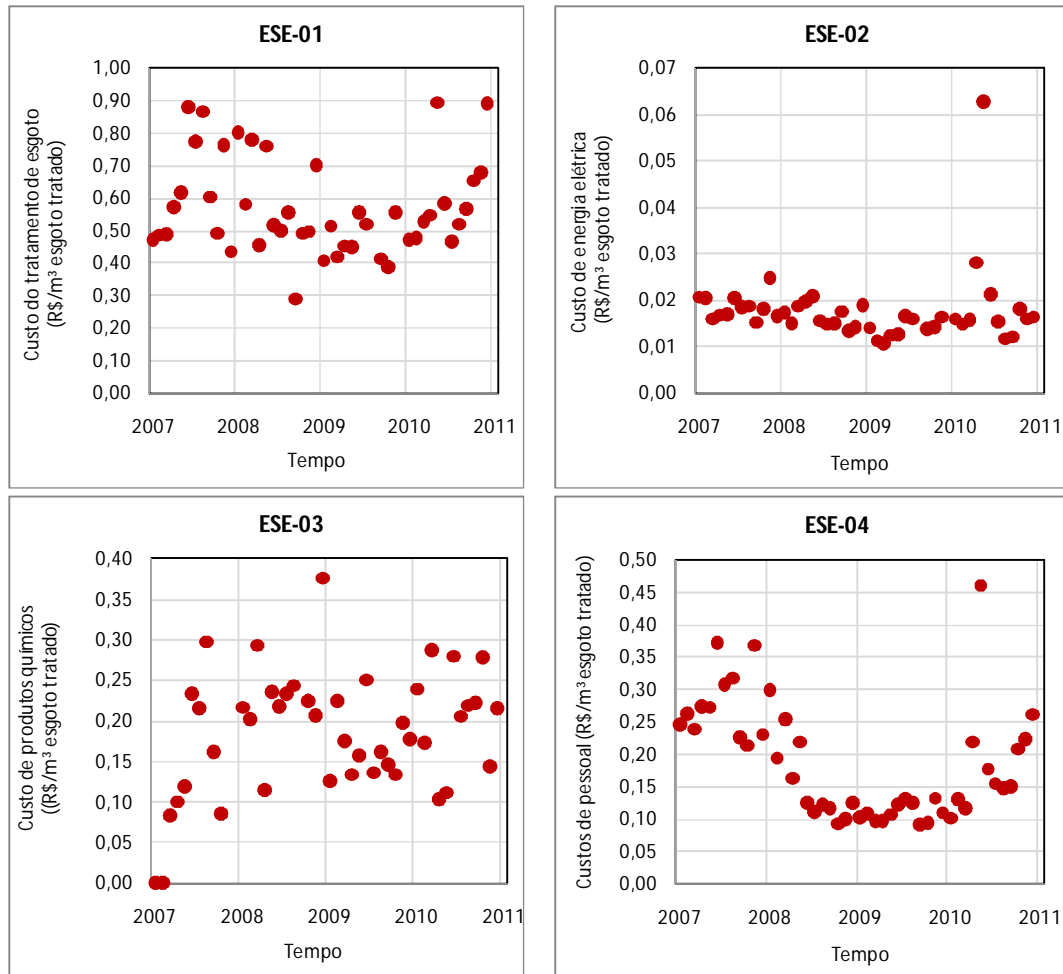 ESE-01
Custo do tratamento de esgoto
(R$/m³ esgoto tratado)
1,00
0,90
0,80
0,70
0,60
0,50
0,40
0,30
0,20
0,10
0,00
2007 2008 2009 2010 2011
Tempo
ESE-02
Custo de energia elétrica
(R$/m³ esgoto tratado)
0,07
0,06
0,05
0,04
0,03
0,02
0,01
0,00
2007 2008 2009 2010 2011
Tempo
ESE-03
Custo de produtos químicos
((R$/m³ esgoto tratado)
0,40
0,35
0,30
0,25
0,20
0,15
0,10
0,05
0,00
2007 2008 2009 2010 2011
Tempo
ESE-04
Custos de pessoal (R$/m³ esgoto tratado)
0,50
0,45
0,40
0,35
0,30
0,25
0,20
0,15
0,10
0,05
0,00
2007 2008 2009 2010 2011
Tempo